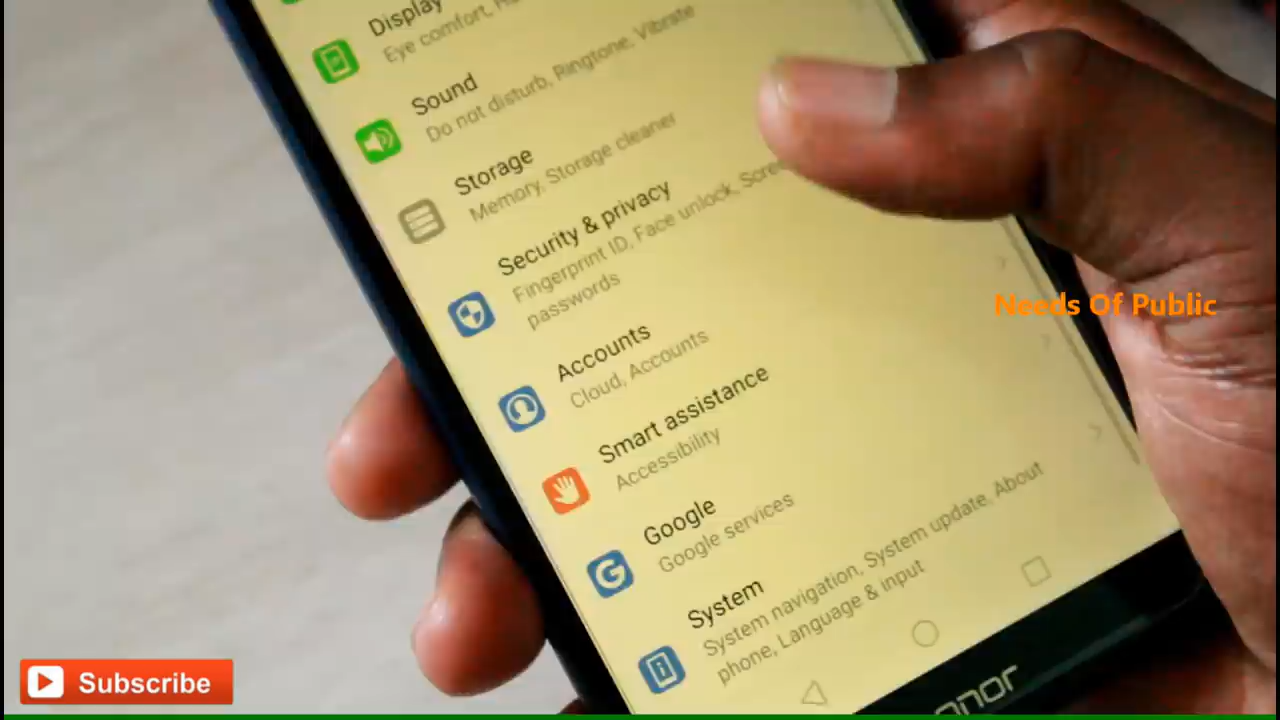 Display
Eye comfort,
Sound
Do not disturb, Ringtone, Vibrate
Storage
Memory, Storage cleaner
Security & privacy
Fingerprint ID, Face unlock,
passwords
Accounts
Cloud, Accounts
Smart assistance
Accessibility
Google
Google services
System
System navigation, System update, About
phone, Language & input
Needs Of Public
Subscribe